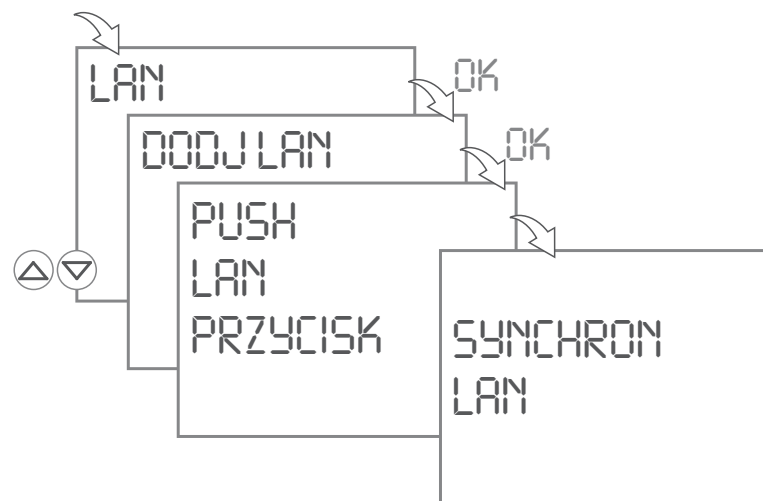 LAN
OK
DODJ LAN
OK
PUSH
LAN
PRZYCISK
SYNCHRON
LAN